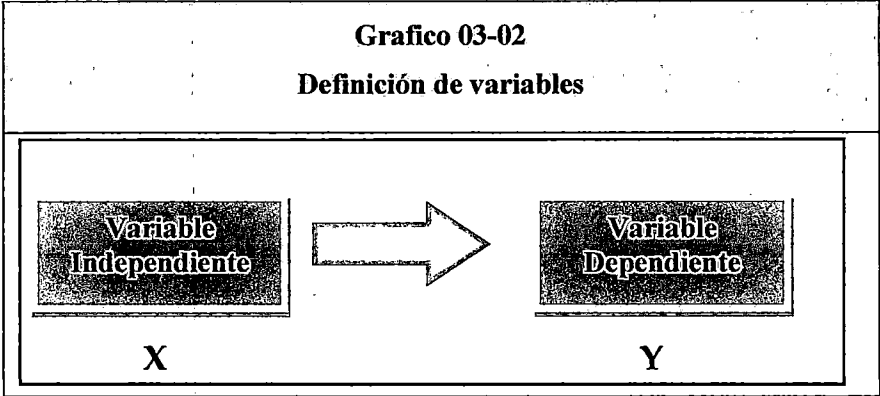 Grafico 03-02
Definición de variables
Variable
Independiente
Variable
Dependiente
X
Y